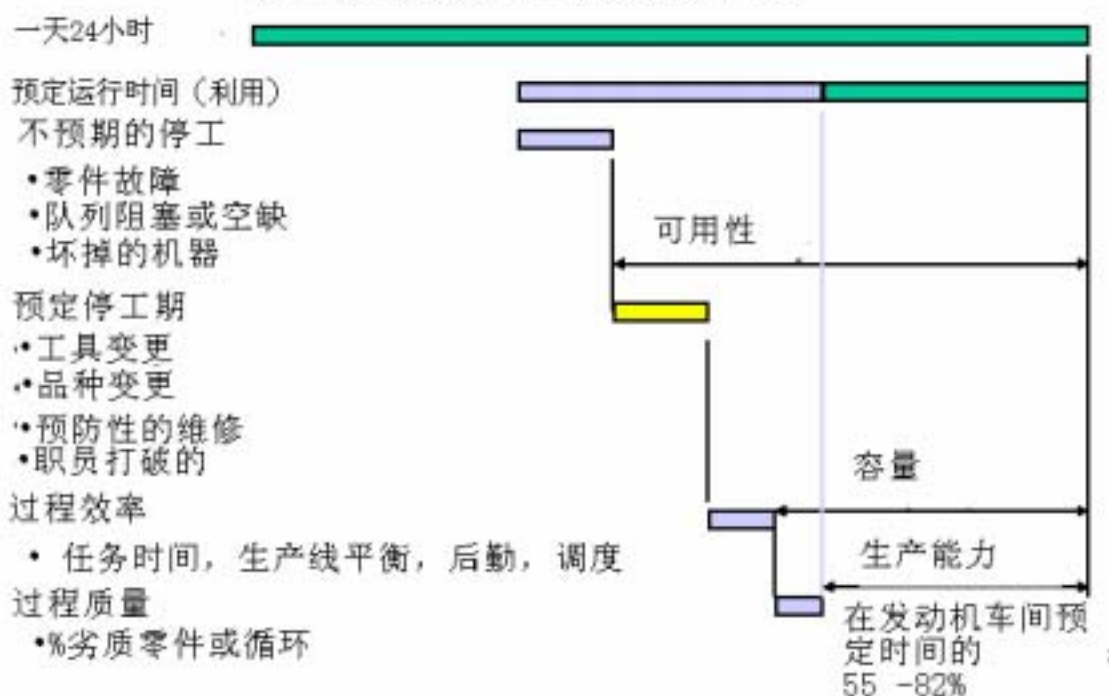 一天24小时
预定运行时间（利用）
不预期的停工
•零件故障
•队列阻塞或空缺
•坏掉的机器
可用性
预定停工期
•工具变更
•品种变更
•预防性的维修
•职员打破的
容量
过程效率
• 任务时间，生产线平衡，后勤，调度
生产能力
过程质量
•%劣质零件或循环
在发动机车间预
定时间的
55 -82%